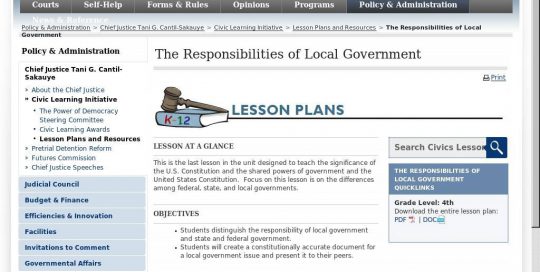 Courts Self-Help Forms & Rules Opinions Programs Policy & Administration
News & Reference
Policy & Administration > Chief Justice Tani G. Cantil-Sakauye > Civic Learning Initiative > Lesson Plans and Resources > The Responsibilities of Local
Government
Policy & Administration
Chief Justice Tani G. Cantil-
Sakauye
About the Chief Justice
Civic Learning Initiative
The Power of Democracy
Steering Committee
Civic Learning Awards
Lesson Plans and Resources
Pretrial Detention Reform
Futures Commission
Chief Justice Speeches
Judicial Council
Budget & Finance
Efficiencies & Innovation
Facilities
Invitations to Comment
Governmental Affairs
The Responsibilities of Local Government
Print
K-12
LESSON PLANS
LESSON AT A GLANCE
This is the last lesson in the unit designed to teach the significance of
the U.S. Constitution and the shared powers of government and the
United States Constitution. Focus on this lesson is on the differences
among federal, state, and local governments.
OBJECTIVES
• Students distinguish the responsibility of local government
and state and federal government.
• Students will create a constitutionally accurate document for
a local government issue and present it to their peers.
Search Civics Lesson
THE RESPONSIBILITIES OF
LOCAL GOVERNMENT
QUICKLINKS
Grade Level: 4th
Download the entire lesson plan:
PDF | DOC